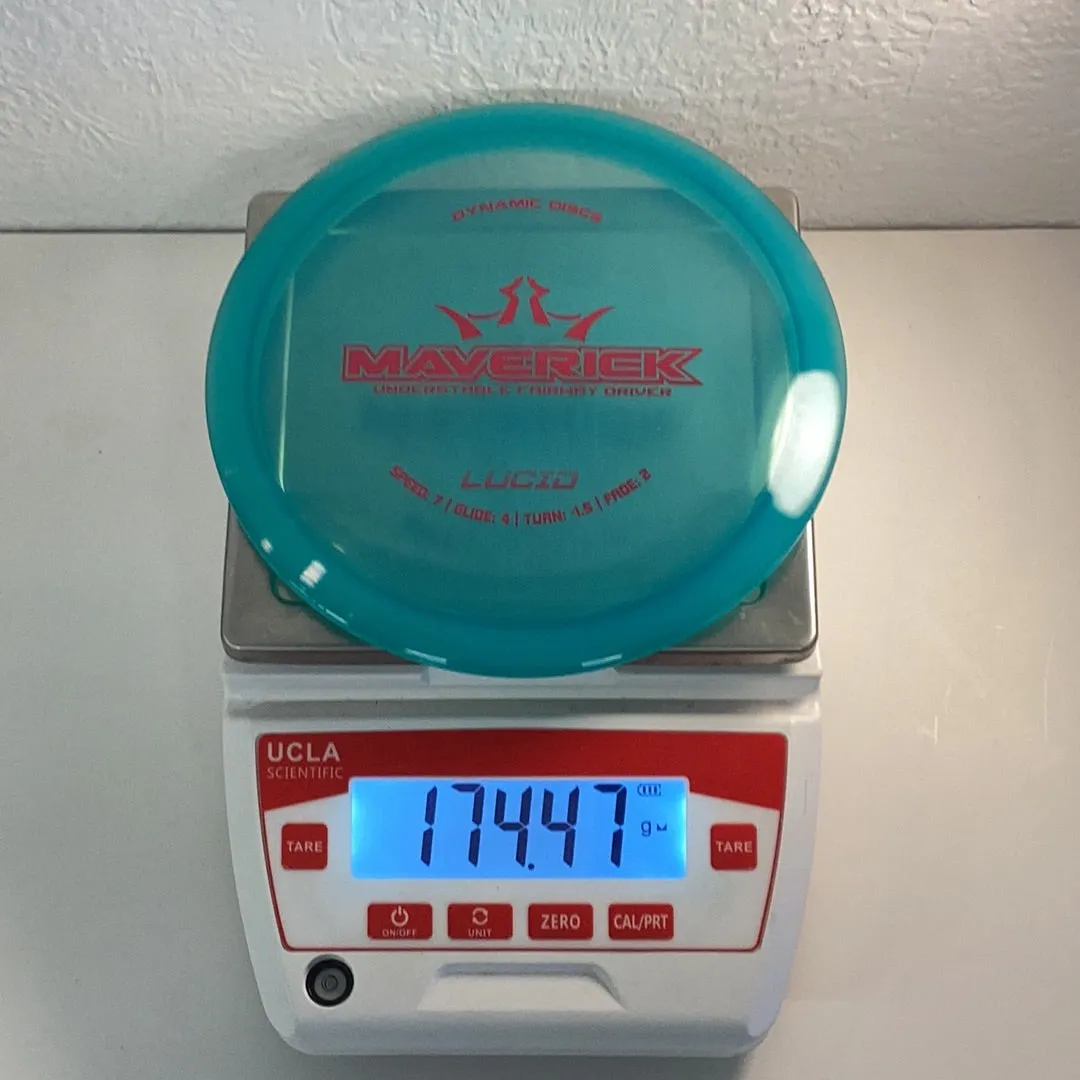 DYNAMIC DISCS
MAVERICK
UNDERSTABLE FAIRWAY DRIVER
LUCID
SPEED: 7 | GLIDE: 4 | TURN: -1.5 | FADE: 2
UCLA
SCIENTIFIC
174.47
g
TARE
TARE
ON/OFF
UNIT
ZERO
CAL/PRT